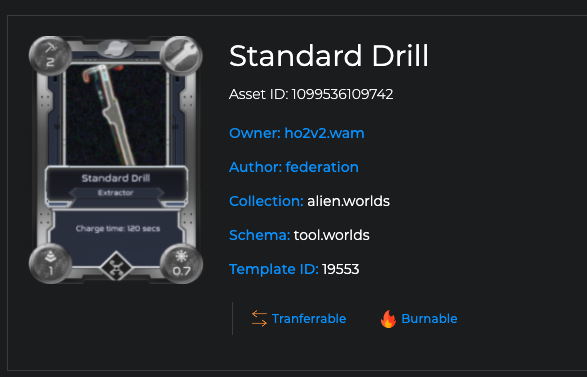 Standard Drill
Asset ID: 1099536109742
Owner: ho2v2.wam
Author: federation
Collection: alien.worlds
Schema: tool.worlds
Template ID: 19553
Tranferrable
Burnable
2
Standard Drill
Extractor
Charge time: 120 secs
1
0.7